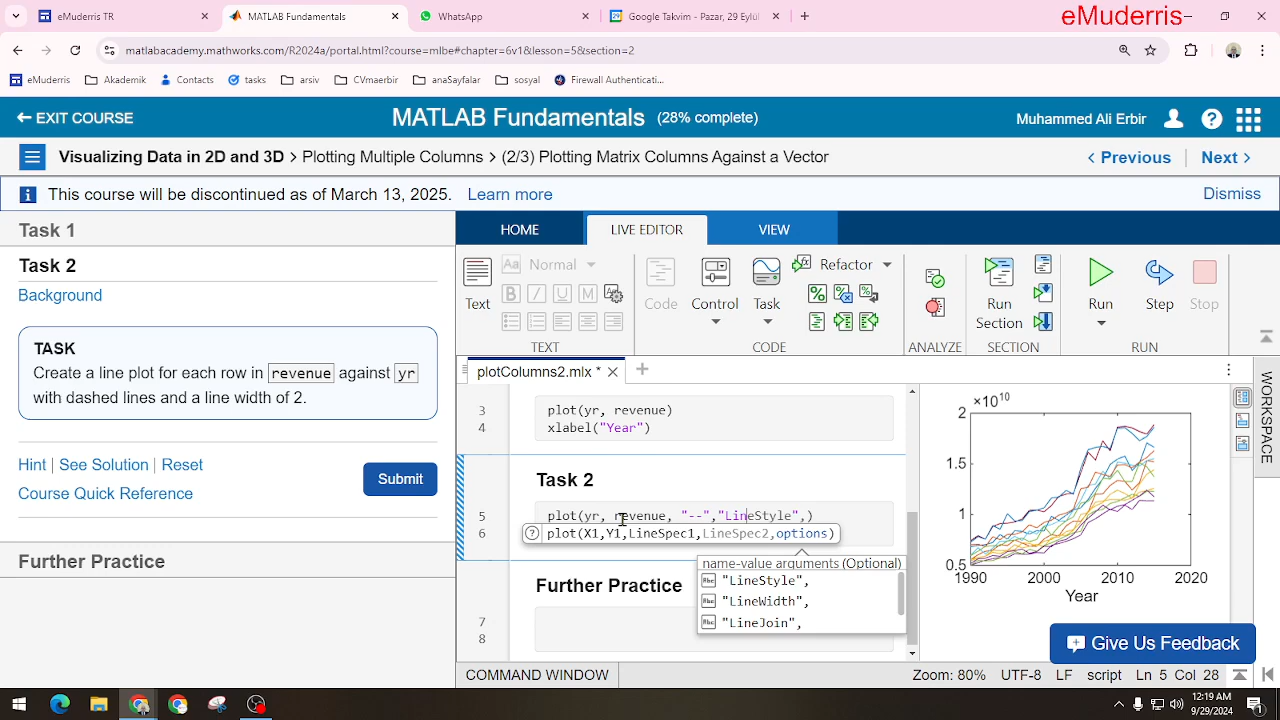 eMuderris TR
MATLAB Fundamentals
WhatsApp
Google Takvim - Pazar, 29 Eylül
eMuderris
matlabacademy.mathworks.com/R2024a/portal.html?course=mlbe#chapter=6v1&lesson=5&section=2
eMuderris Akademik Contacts tasks arsiv CVmaerbir anaSayfalar sosyal Firewall Authenticati...
EXIT COURSE
MATLAB Fundamentals (28% complete)
Muhammed Ali Erbir
Visualizing Data in 2D and 3D > Plotting Multiple Columns > (2/3) Plotting Matrix Columns Against a Vector
< Previous | Next >
This course will be discontinued as of March 13, 2025. Learn more
Dismiss
Task 1
Task 2
Background
TASK
Create a line plot for each row in revenue against yr
with dashed lines and a line width of 2.
Hint | See Solution | Reset
Submit
Course Quick Reference
Further Practice
HOME LIVE EDITOR VIEW
Text
Aa Normal
B I U M
TEXT
Code Control Task
Refactor
CODE
ANALYZE
Run
Section
SECTION
Run Step Stop
RUN
plotColumns2.mlx *
3 plot(yr, revenue)
4 xlabel("Year")
Task 2
5 plot(yr, revenue, "--","LineStyle",)
6 plot(X1,Y1,LineSpec1,LineSpec2,options)
name-value arguments (Optional)
"LineStyle",
"LineWidth",
"LineJoin",
Further Practice
7
8
×10^10
2
1.5
1
0.5
1990 2000 2010 2020
Year
WORKSPACE
Give Us Feedback
COMMAND WINDOW
Zoom: 80% UTF-8 LF script Ln 5 Col 28
12:19 AM
9/29/2024